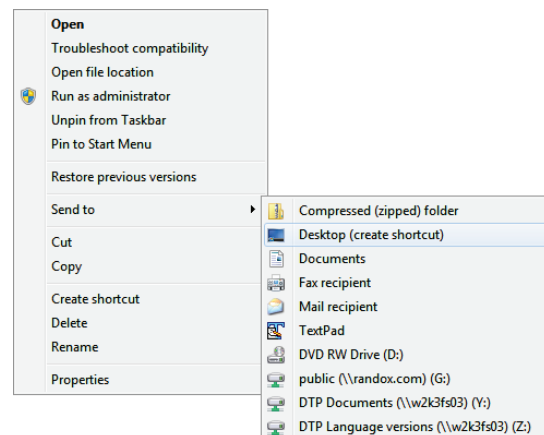 Open
Troubleshoot compatibility
Open file location
Run as administrator
Unpin from Taskbar
Pin to Start Menu
Restore previous versions
Send to
Cut
Copy
Create shortcut
Delete
Rename
Properties
Compressed (zipped) folder
Desktop (create shortcut)
Documents
Fax recipient
Mail recipient
TextPad
DVD RW Drive (D:)
public (\\randox.com) (G:)
DTP Documents (\\w2k3fs03) (Y:)
DTP Language versions (\\w2k3fs03) (Z:)